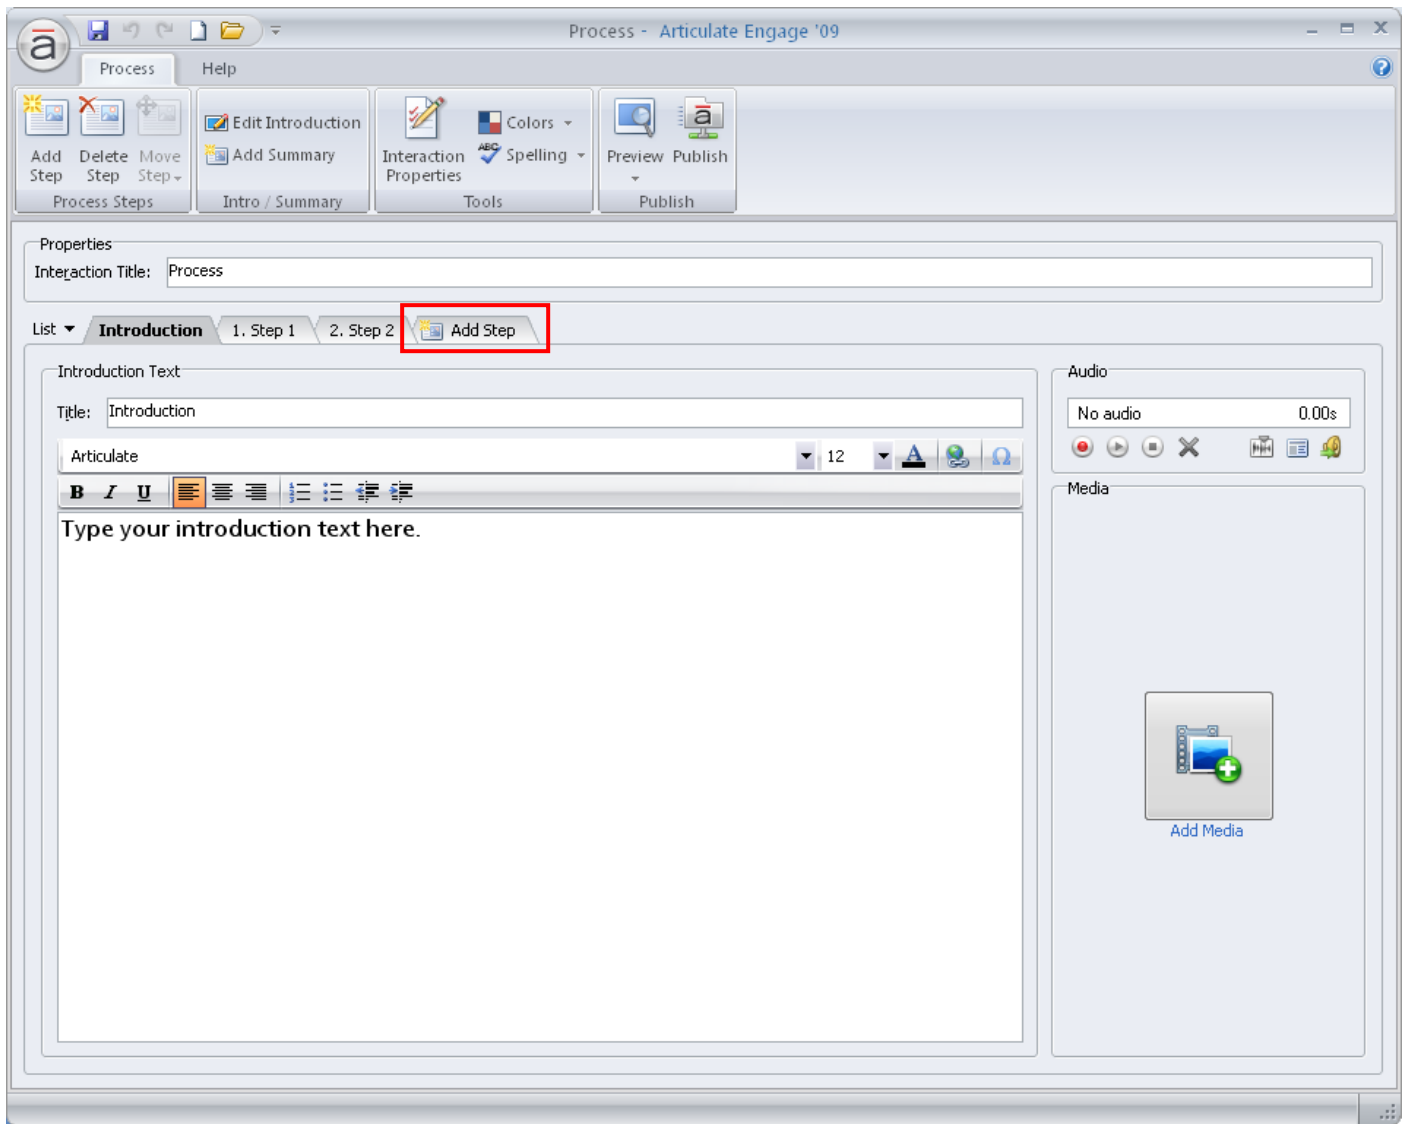 ā
Process - Articulate Engage '09
Process Help
Add Step
Delete Step
Move Step
Process Steps
Edit Introduction
Add Summary
Intro / Summary
Interaction Properties
Colors
ABC Spelling
Tools
Preview
ā
Publish
Publish
Properties
Interaction Title: Process
List Introduction 1. Step 1 2. Step 2 Add Step
Introduction Text
Title: Introduction
Articulate 12 A Ω
B I U
Type your introduction text here.
Audio
No audio 0.00s
Media
Add Media